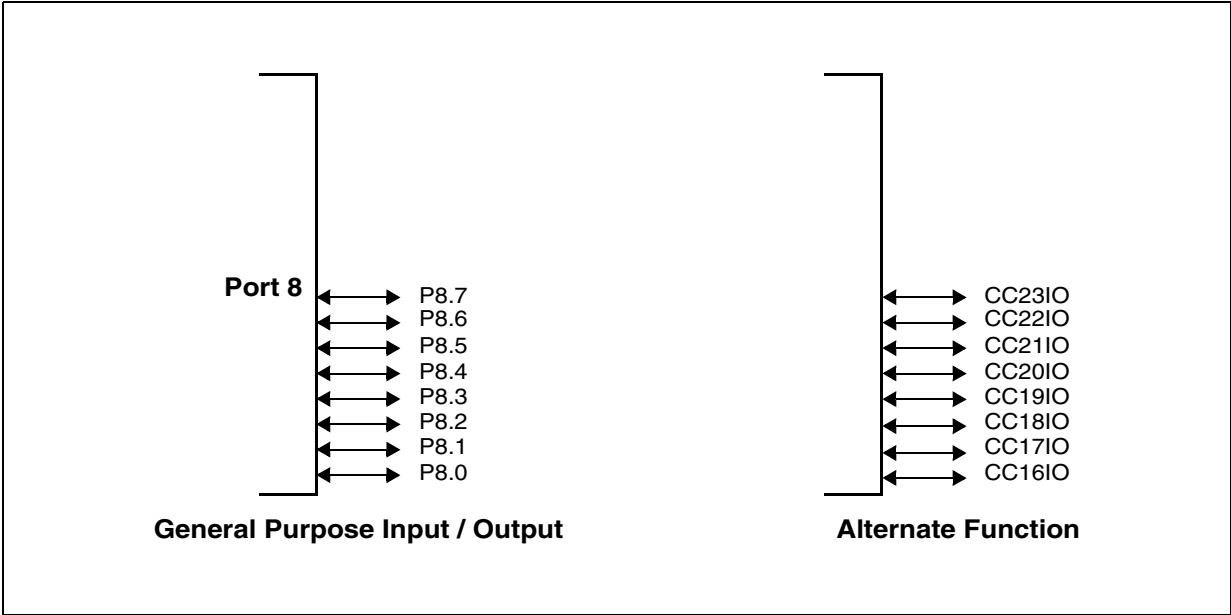 Port 8
P8.7
P8.6
P8.5
P8.4
P8.3
P8.2
P8.1
P8.0
General Purpose Input / Output
CC23IO
CC22IO
CC21IO
CC20IO
CC19IO
CC18IO
CC17IO
CC16IO
Alternate Function